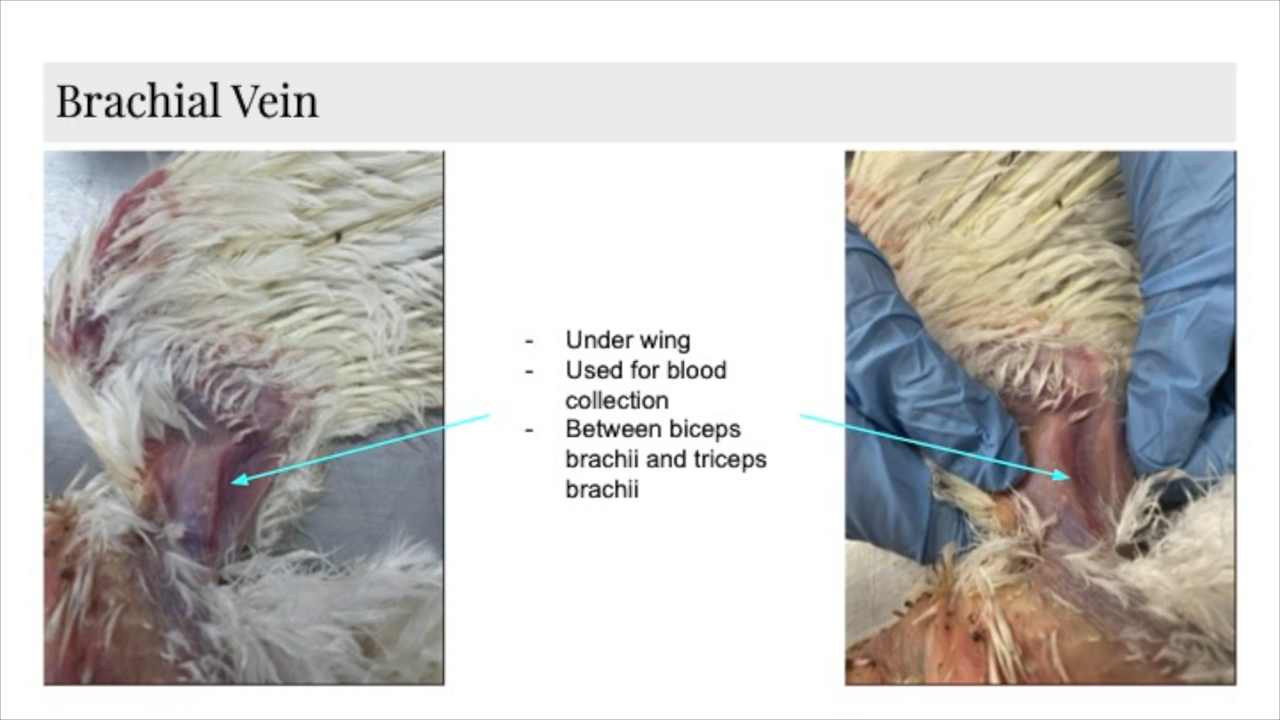 Brachial Vein
- Under wing
- Used for blood
collection
- Between biceps
brachii and triceps
brachii